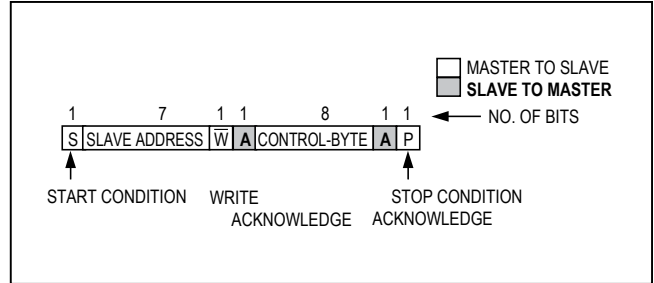 MASTER TO SLAVE
SLAVE TO MASTER
1 7 1 1 8 1 1 NO. OF BITS
S SLAVE ADDRESS W̅ A CONTROL-BYTE A P
START CONDITION WRITE STOP CONDITION
ACKNOWLEDGE ACKNOWLEDGE